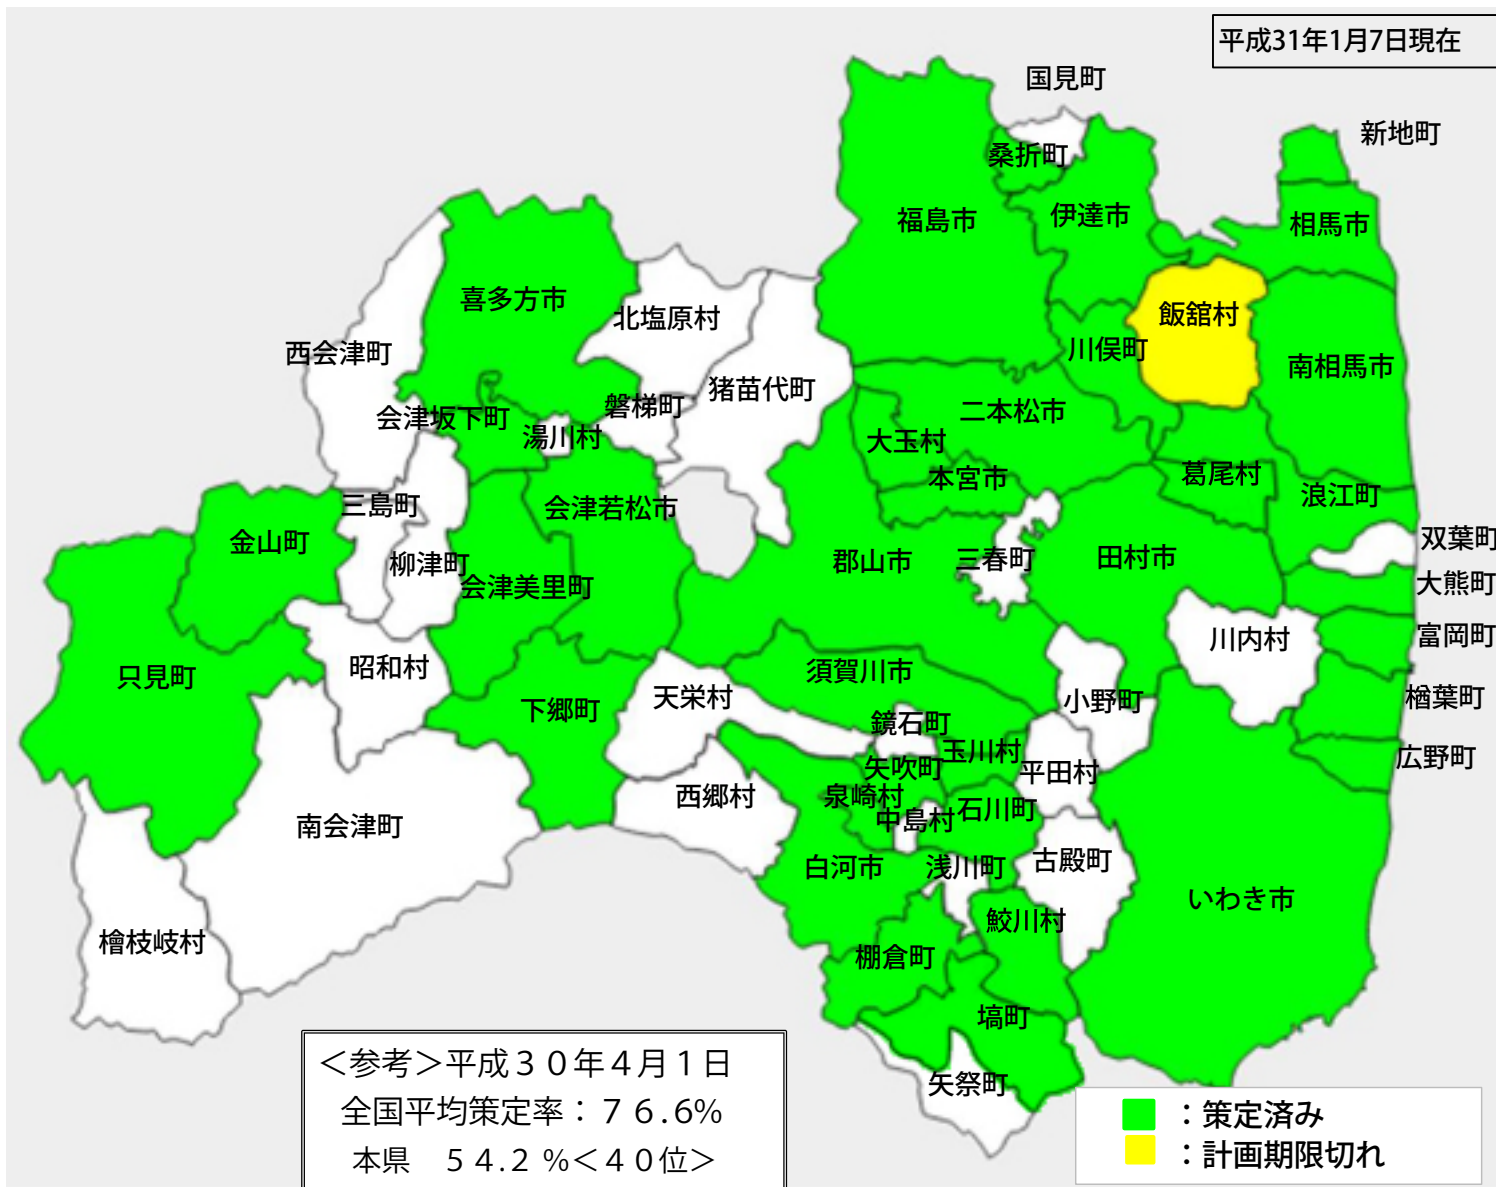 平成31年1月7日現在
国見町
新地町
桑折町
伊達市
福島市
相馬市
喜多方市
北塩原村
飯舘村
西会津町
川俣町
南相馬市
猪苗代町
磐梯町
会津坂下町
湯川村
二本松市
大玉村
本宮市
葛尾村
浪江町
三島町
会津若松市
金山町
柳津町
会津美里町
郡山市
三春町
田村市
双葉町
大熊町
富岡町
川内村
只見町
昭和村
須賀川市
下郷町
天栄村
小野町
楢葉町
鏡石町
玉川村
広野町
矢吹町
平田村
西郷村
泉崎村
石川町
中島村
南会津町
白河市
浅川町
古殿町
いわき市
鮫川村
檜枝岐村
棚倉町
塙町
矢祭町
＜参考＞平成３０年４月１日
全国平均策定率：７６.６%
本県　５４.２％＜４０位＞
：策定済み
：計画期限切れ